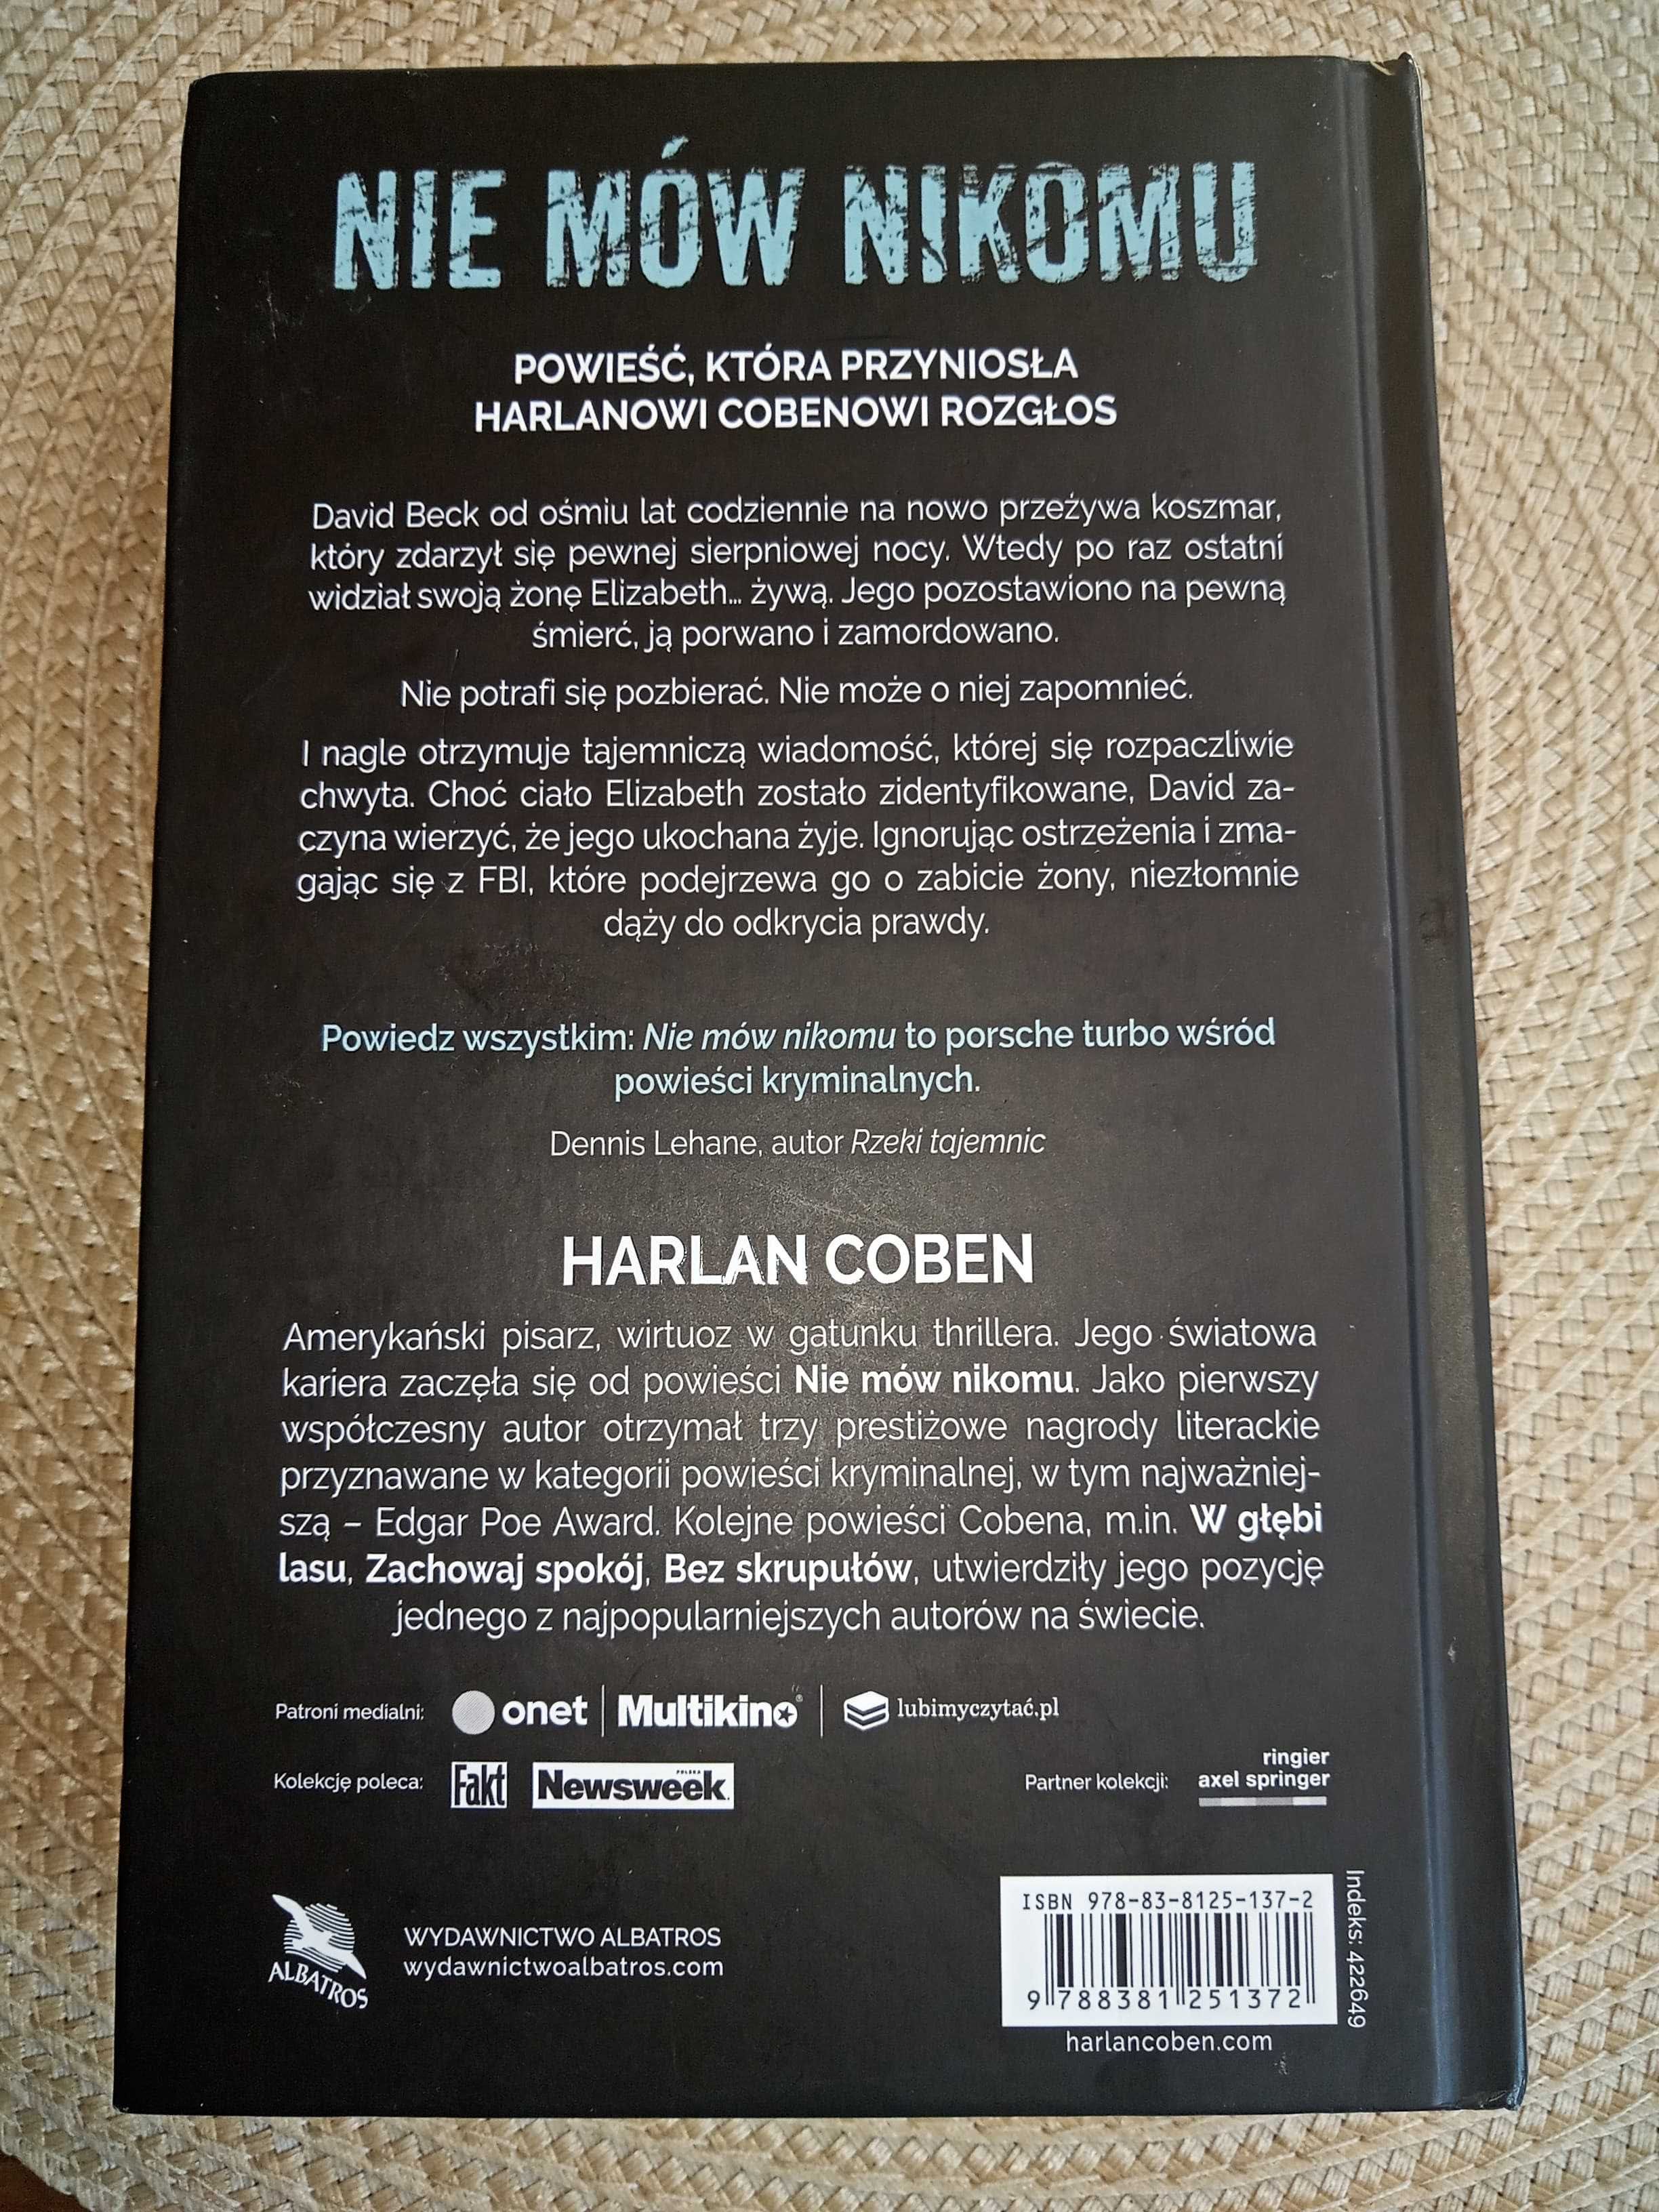 NIE MÓW NIKOMU
POWIEŚĆ, KTÓRA PRZYNIOSŁA
HARLANOWI COBENOWI ROZGŁOS
David Beck od ośmiu lat codziennie na nowo przeżywa koszmar,
który zdarzył się pewnej sierpniowej nocy. Wtedy po raz ostatni
widział swoją żonę Elizabeth... żywą. Jego pozostawiono na pewną
śmierć, ją porwano i zamordowano.
Nie potrafi się pozbierać. Nie może o niej zapomnieć.
I nagle otrzymuje tajemniczą wiadomość, której się rozpaczliwie
chwyta. Choć ciało Elizabeth zostało zidentyfikowane, David za-
czyna wierzyć, że jego ukochana żyje. Ignorując ostrzeżenia i zma-
gając się z FBI, które podejrzewa go o zabicie żony, niezłomnie
dąży do odkrycia prawdy.
Powiedz wszystkim: Nie mów nikomu to porsche turbo wśród
powieści kryminalnych.
Dennis Lehane, autor Rzeki tajemnic
HARLAN COBEN
Amerykański pisarz, wirtuoz w gatunku thrillera. Jego światowa
kariera zaczęła się od powieści Nie mów nikomu. Jako pierwszy
współczesny autor otrzymał trzy prestiżowe nagrody literackie
przyznawane w kategorii powieści kryminalnej, w tym najważniej-
szą – Edgar Poe Award. Kolejne powieści Cobena, m.in. W głębi
lasu, Zachowaj spokój, Bez skrupułów, utwierdziły jego pozycję
jednego z najpopularniejszych autorów na świecie.
Patroni medialni: onet Multikino® lubimyczytać.pl
Kolekcję poleca: Fakt Newsweek POLSKA
Partner kolekcji: ringier
axel springer
ALBATROS
WYDAWNICTWO ALBATROS
wydawnictwoalbatros.com
ISBN 978-83-8125-137-2
9 788381 251372
harlancoben.com
Indeks: 422649